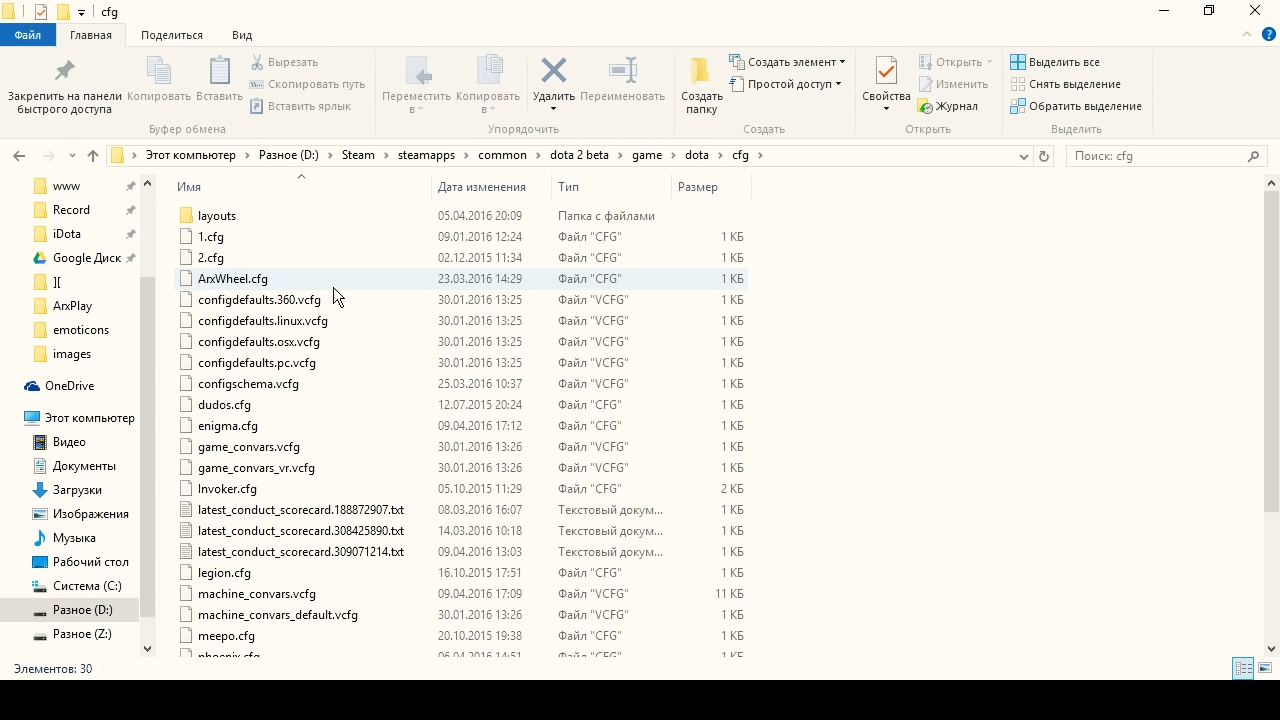 cfg
Файл Главная Поделиться Вид
Закрепить на панели быстрого доступа
Копировать
Вставить
Вырезать
Скопировать путь
Вставить ярлык
Буфер обмена
Переместить в
Копировать в
Удалить
Переименовать
Упорядочить
Создать папку
Создать элемент
Простой доступ
Создать
Свойства
Открыть
Изменить
Журнал
Открыть
Выделить все
Снять выделение
Обратить выделение
Выделить
Этот компьютер Разное (D:) Steam steamapps common dota 2 beta game dota cfg
Поиск: cfg
www
Record
iDota
Google Диск
][
ArxPlay
emoticons
images
OneDrive
Этот компьютер
Видео
Документы
Загрузки
Изображения
Музыка
Рабочий стол
Система (C:)
Разное (D:)
Разное (Z:)
Имя Дата изменения Тип Размер
layouts 05.04.2016 20:09 Папка с файлами
1.cfg 09.01.2016 12:24 Файл "CFG" 1 КБ
2.cfg 02.12.2015 11:34 Файл "CFG" 1 КБ
ArxWheel.cfg 23.03.2016 14:29 Файл "CFG" 1 КБ
configdefaults.360.vcfg 30.01.2016 13:25 Файл "VCFG" 1 КБ
configdefaults.linux.vcfg 30.01.2016 13:25 Файл "VCFG" 1 КБ
configdefaults.osx.vcfg 30.01.2016 13:25 Файл "VCFG" 1 КБ
configdefaults.pc.vcfg 30.01.2016 13:25 Файл "VCFG" 1 КБ
configschema.vcfg 25.03.2016 10:37 Файл "VCFG" 1 КБ
dudos.cfg 12.07.2015 20:24 Файл "CFG" 1 КБ
enigma.cfg 09.04.2016 17:12 Файл "CFG" 1 КБ
game_convars.vcfg 30.01.2016 13:26 Файл "VCFG" 1 КБ
game_convars_vr.vcfg 30.01.2016 13:26 Файл "VCFG" 1 КБ
Invoker.cfg 05.10.2015 11:29 Файл "CFG" 2 КБ
latest_conduct_scorecard.188872907.txt 08.03.2016 16:07 Текстовый докум... 1 КБ
latest_conduct_scorecard.308425890.txt 14.03.2016 10:18 Текстовый докум... 1 КБ
latest_conduct_scorecard.309071214.txt 09.04.2016 13:03 Текстовый докум... 1 КБ
legion.cfg 16.10.2015 17:51 Файл "CFG" 1 КБ
machine_convars.vcfg 09.04.2016 17:09 Файл "VCFG" 11 КБ
machine_convars_default.vcfg 30.01.2016 13:26 Файл "VCFG" 1 КБ
meepo.cfg 20.10.2015 19:38 Файл "CFG" 1 КБ
phoenix.cfg 06.04.2016 14:51 Файл "CFG" 1 КБ
Элементов: 30